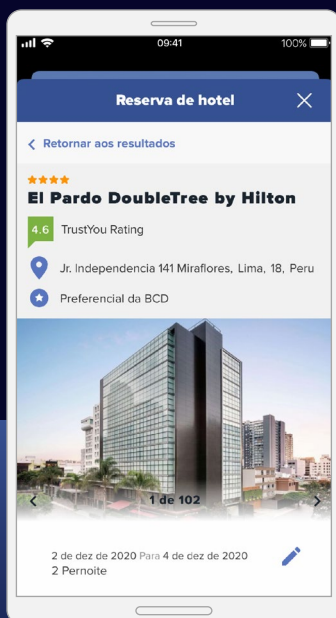 09:41
100%
Reserva de hotel
Retornar aos resultados
El Pardo DoubleTree by Hilton
4.6 TrustYou Rating
Jr. Independencia 141 Miraflores, Lima, 18, Peru
Preferencial da BCD
1 de 102
2 de dez de 2020 Para 4 de dez de 2020
2 Pernoite